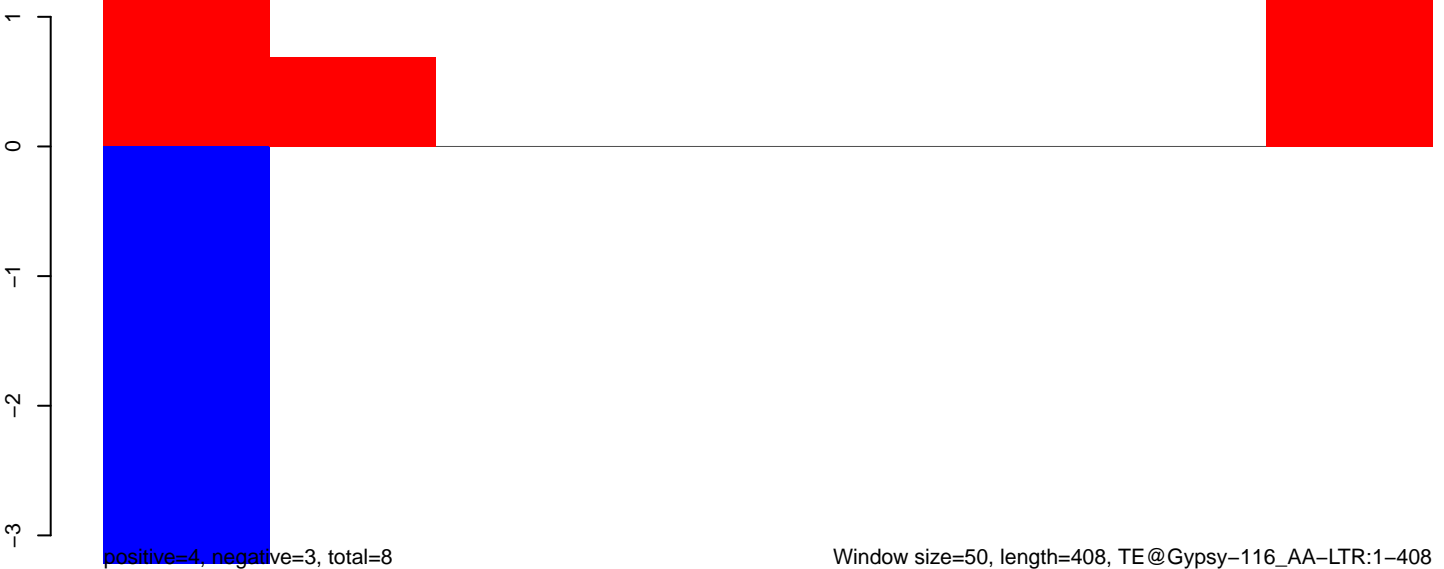 1
0
−1
−2
−3
positive=4, negative=3, total=8
Window size=50, length=408, TE@Gypsy−116_AA−LTR:1−408